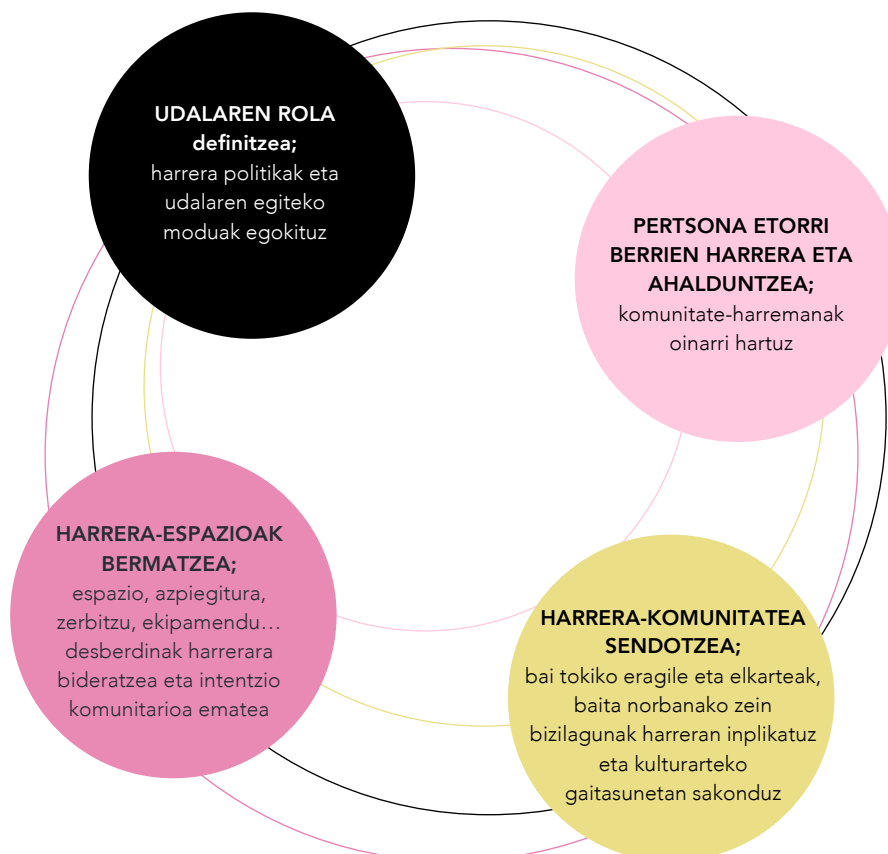 UDALAREN ROLA
definitzea;
harrera politikak eta
udalaren egiteko
moduak egokituz
PERTSONA ETORRI
BERRIEN HARRERA ETA
AHALDUNTZEA;
komunitate-harremanak
oinarri hartuz
HARRERA-ESPAZIOAK
BERMATZEA;
espazio, azpiegitura,
zerbitzu, ekipamendu…
desberdinak harrerara
bideratzea eta intentzio
komunitarioa ematea
HARRERA-KOMUNITATEA
SENDOTZEA;
bai tokiko eragile eta elkarteak,
baita norbanako zein
bizilagunak harreran inplikatuz
eta kulturarteko
gaitasunetan sakonduz